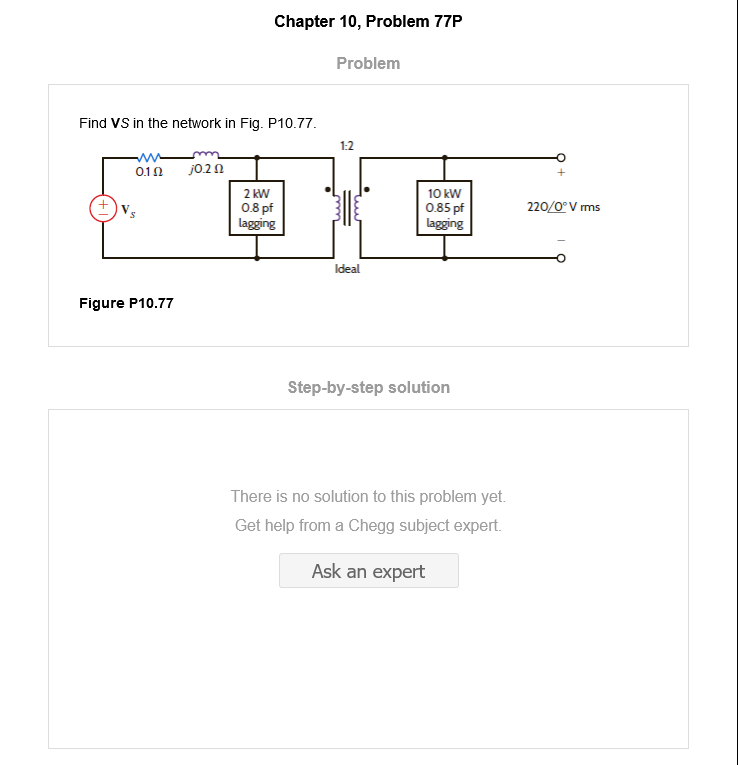 Chapter 10, Problem 77P
Problem
Find VS in the network in Fig. P10.77.
1:2
0.1 Ω
j0.2 Ω
+
Vs
2 kW
0.8 pf
lagging
10 kW
0.85 pf
lagging
+
220/0° V rms
Ideal
Figure P10.77
Step-by-step solution
There is no solution to this problem yet.
Get help from a Chegg subject expert.
Ask an expert